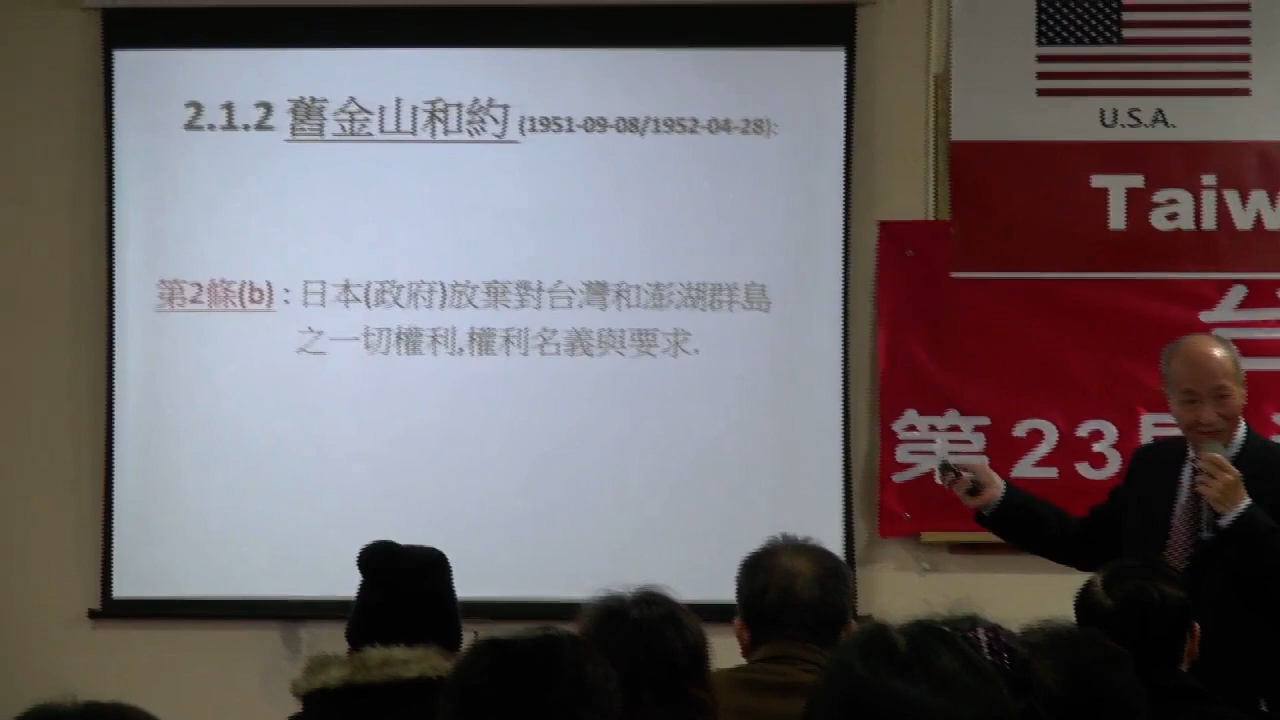 2.1.2 舊金山和約 (1951-09-08/1952-04-28):
第2條(b) : 日本(政府)放棄對台灣和澎湖群島
之一切權利,權利名義與要求.
U.S.A.
Taiw
台
第23屆